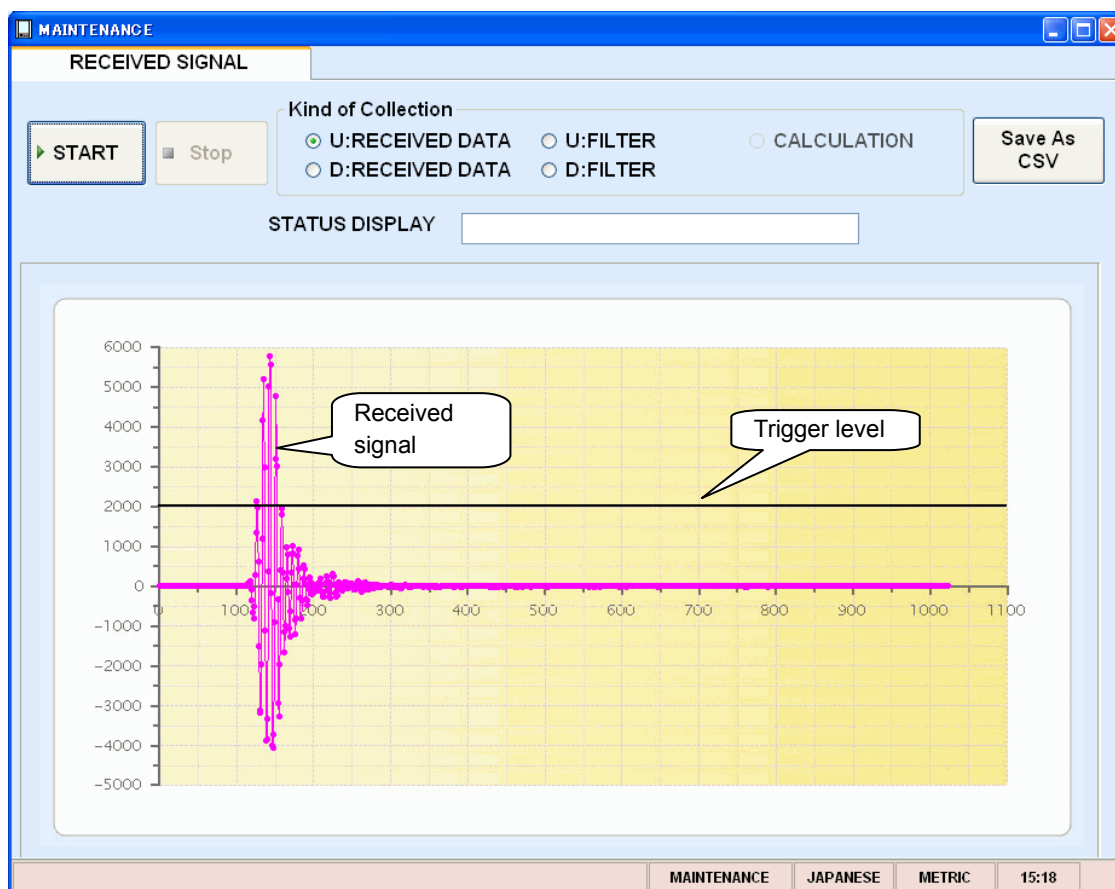 MAINTENANCE
RECEIVED SIGNAL
START
Stop
Kind of Collection
U:RECEIVED DATA
U:FILTER
CALCULATION
D:RECEIVED DATA
D:FILTER
Save As
CSV
STATUS DISPLAY
6000
5000
4000
3000
2000
1000
0
-1000
-2000
-3000
-4000
-5000
Received
signal
Trigger level
0 100 200 300 400 500 600 700 800 900 1000 1100
MAINTENANCE JAPANESE METRIC 15:18